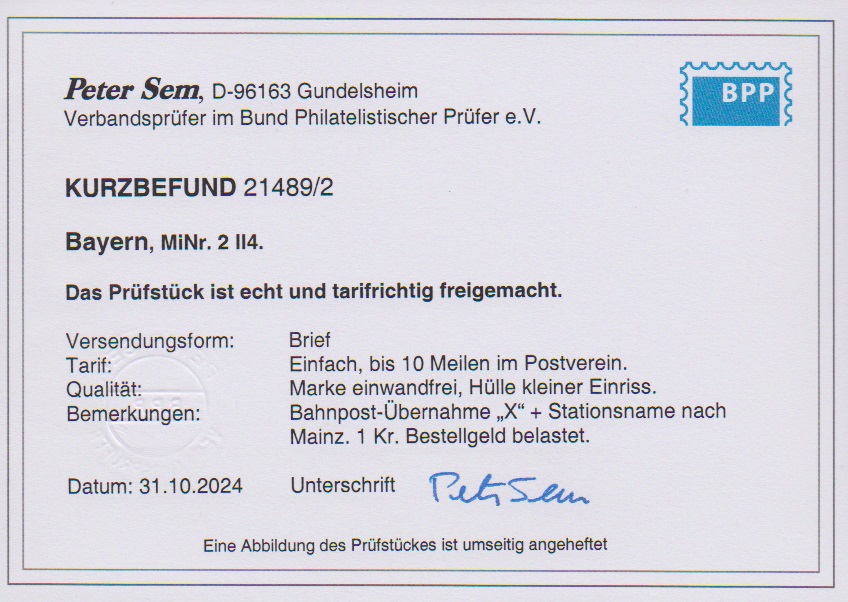 Peter Sem, D-96163 Gundelsheim
BPP
Verbandsprüfer im Bund Philatelistischer Prüfer e.V.
KURZBEFUND 21489/2
Bayern, MiNr. 2 II4.
Das Prüfstück ist echt und tarifrichtig freigemacht.
Versendungsform: Brief
Tarif: Einfach, bis 10 Meilen im Postverein.
Qualität: Marke einwandfrei, Hülle kleiner Einriss.
Bemerkungen: Bahnpost-Übernahme „X“ + Stationsname nach
Mainz. 1 Kr. Bestellgeld belastet.
Datum: 31.10.2024 Unterschrift Peter Sem
Eine Abbildung des Prüfstückes ist umseitig angeheftet